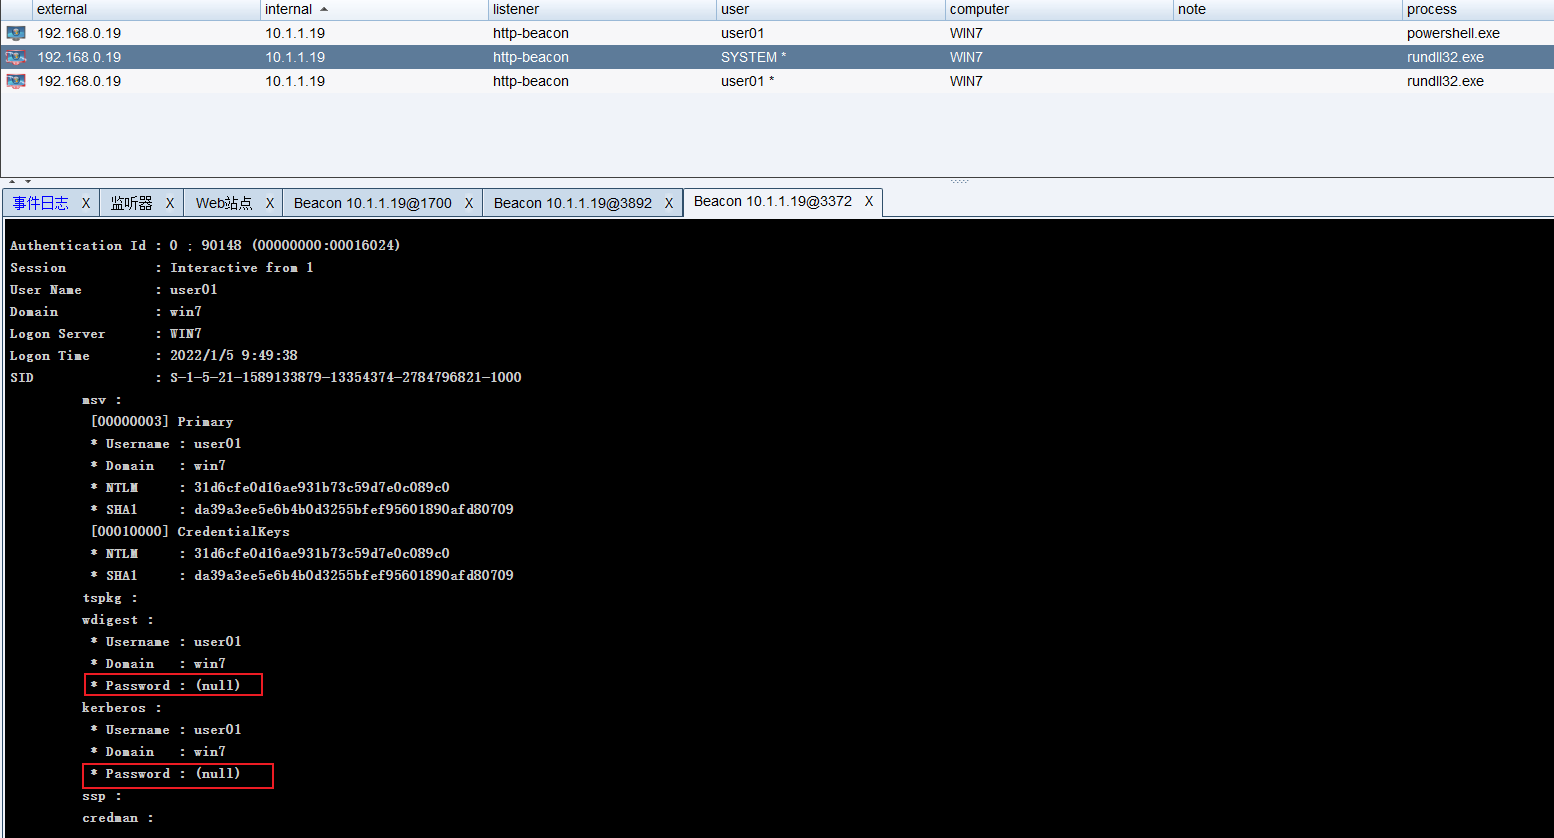 external internal listener user computer note process
192.168.0.19 10.1.1.19 http-beacon user01 WIN7 powershell.exe
192.168.0.19 10.1.1.19 http-beacon SYSTEM * WIN7 rundll32.exe
192.168.0.19 10.1.1.19 http-beacon user01 * WIN7 rundll32.exe
事件日志 X 监听器 X Web站点 X Beacon 10.1.1.19@1700 X Beacon 10.1.1.19@3892 X Beacon 10.1.1.19@3372 X
Authentication Id : 0 ; 90148 (00000000:00016024)
Session : Interactive from 1
User Name : user01
Domain : win7
Logon Server : WIN7
Logon Time : 2022/1/5 9:49:38
SID : S-1-5-21-1589133879-13354374-2784796821-1000
msv :
[00000003] Primary
* Username : user01
* Domain : win7
* NTLM : 31d6cfe0d16ae931b73c59d7e0c089c0
* SHA1 : da39a3ee5e6b4b0d3255bfef95601890afd80709
[00010000] CredentialKeys
* NTLM : 31d6cfe0d16ae931b73c59d7e0c089c0
* SHA1 : da39a3ee5e6b4b0d3255bfef95601890afd80709
tspkg :
wdigest :
* Username : user01
* Domain : win7
* Password : (null)
kerberos :
* Username : user01
* Domain : win7
* Password : (null)
ssp :
credman :